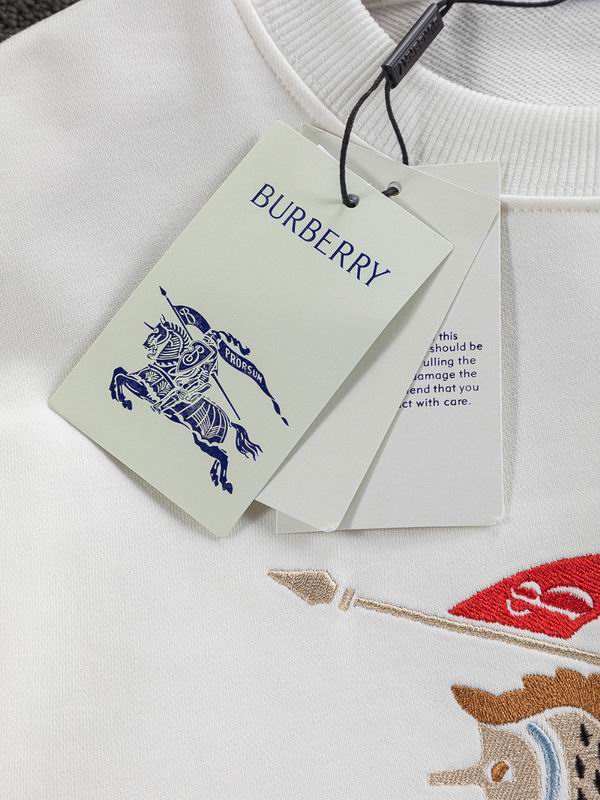 BURBERRY
B
PRORSUM
this
should be
ulling the
amage the
end that you
ct with care.
B